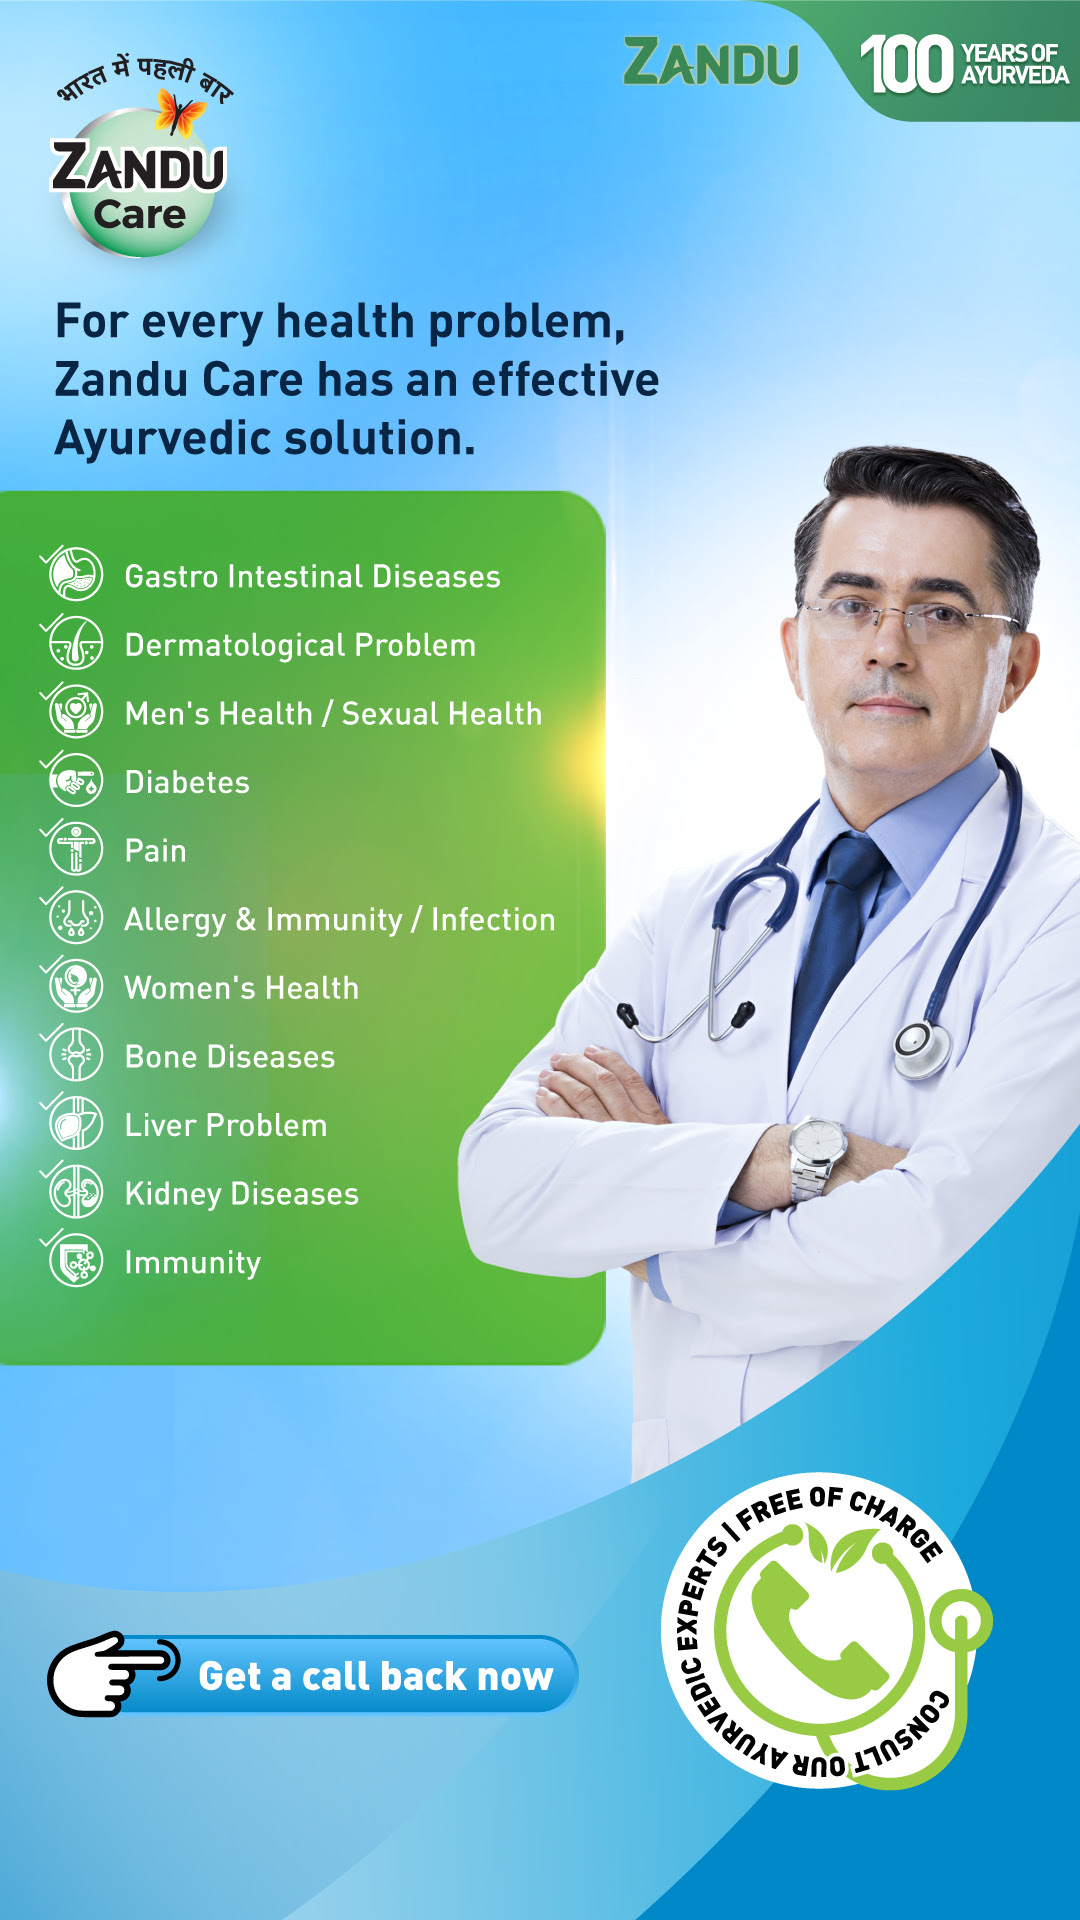 भारत में पहली बार
ZANDU
Care
ZANDU
100 YEARS OF
AYURVEDA
For every health problem,
Zandu Care has an effective
Ayurvedic solution.
Gastro Intestinal Diseases
Dermatological Problem
Men's Health / Sexual Health
Diabetes
Pain
Allergy & Immunity / Infection
Women's Health
Bone Diseases
Liver Problem
Kidney Diseases
Immunity
Get a call back now
CONSULT OUR AYURVEDIC EXPERTS | FREE OF CHARGE